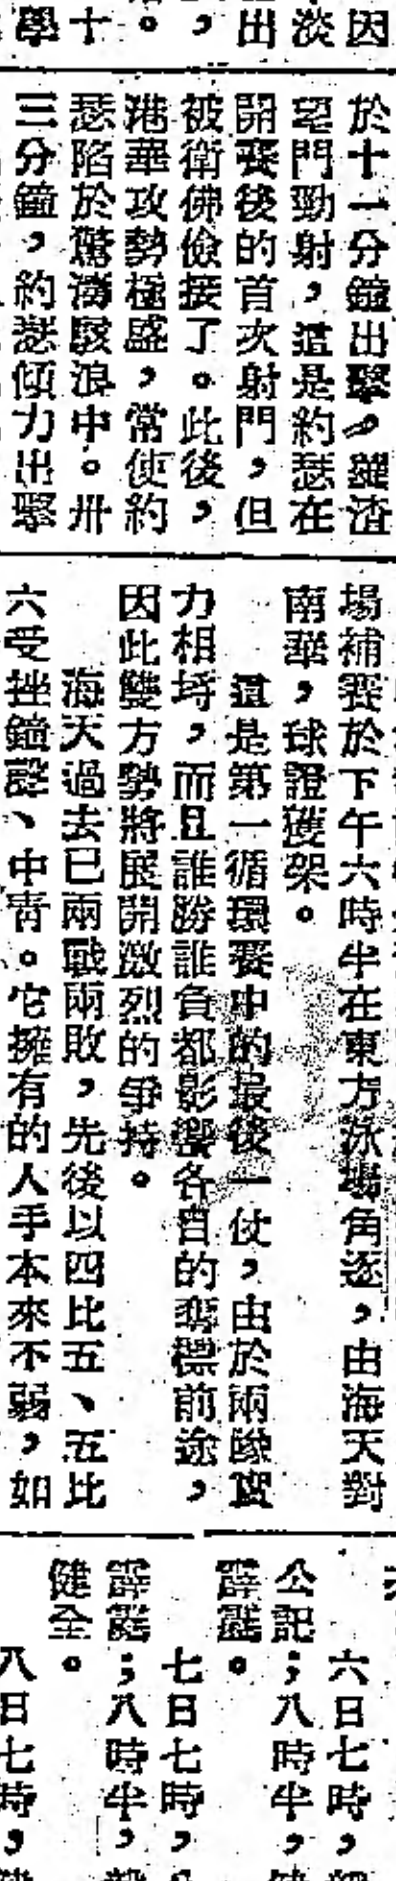 因
淡
出
，
。
十
學
於十一分鐘出擊，羅渣
宅門勁射，這是約瑟在
開賽後的首次射門，但
被衛佛儉接了。此後，
港華攻勢極盛，常使約
瑟陷於驚濤駭浪中。卅
三分鐘，約瑟傾力出擊
場補賽於下午六時半在東方泳場角逐，由海天對
南華，球證獲架。
這是第一循環賽中的最後一仗，由於兩隊實
力相埓，而且誰勝誰負都影響各自的奪標前途，
因此雙方勢將展開激烈的爭持。
海天過去已兩戰兩敗，先後以四比五、五比
六受挫鐘聲、中青。它擁有的人手本來不弱，如
六日七時，
公記；八時半，
霹靂。
七日七時，
霹靂；八時半，
健全。
八日七時，